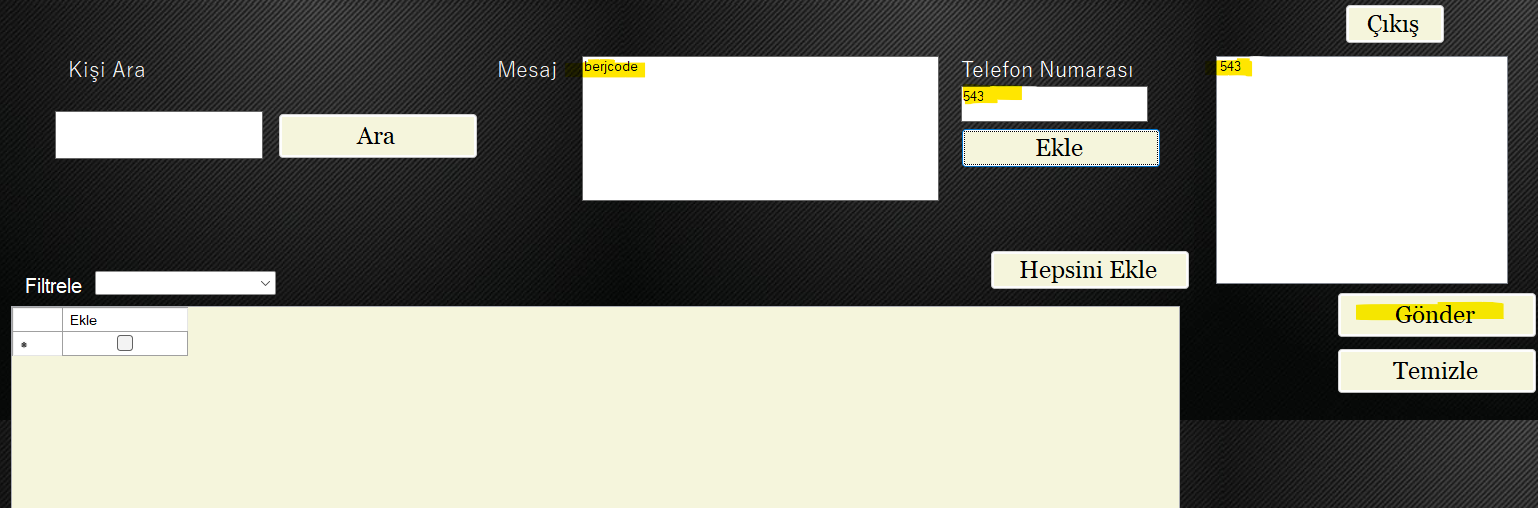 Çıkış
Kişi Ara
Mesaj
berjcode
Telefon Numarası
543
543
Ara
Ekle
Hepsini Ekle
Filtrele
Gönder
Ekle
Temizle